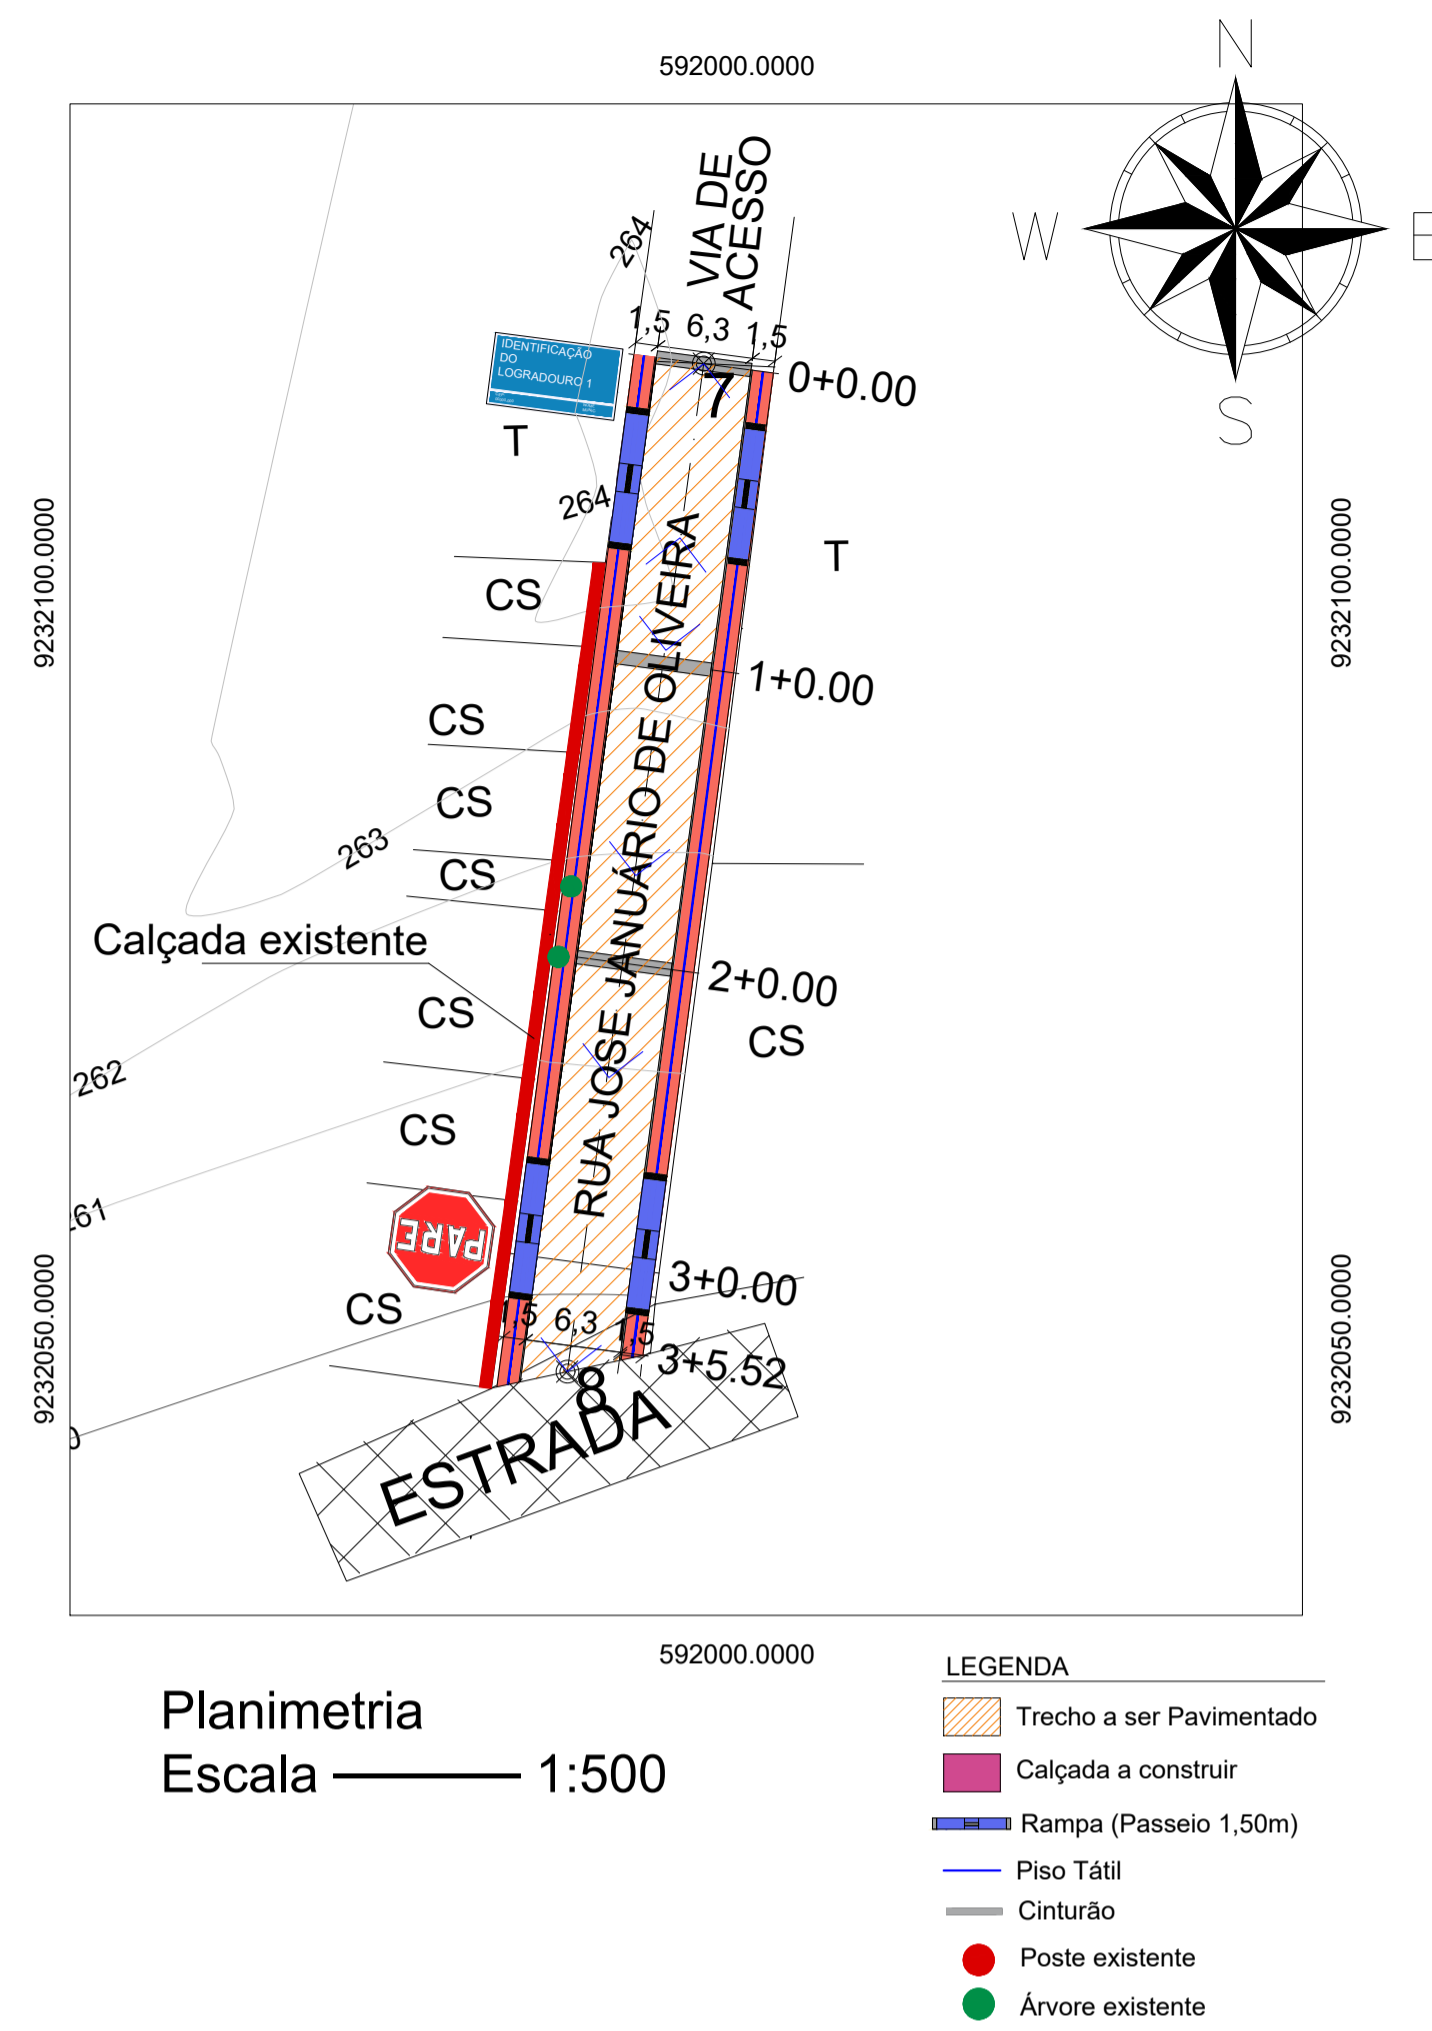 N
592000.0000
W
E
S
VIA DE
ACESSO
264
1,5
6,3
1,5
IDENTIFICAÇÃO
DO
LOGRADOURO 1
7
0+0.00
T
264
T
9232100.0000
9232100.0000
CS
RUA JOSE JANUÁRIO DE OLIVEIRA
1+0.00
CS
CS
263
CS
Calçada existente
2+0.00
CS
CS
262
CS
261
PARE
3+0.00
CS
1,5
6,3
1,5
9232050.0000
9232050.0000
3+5.52
8
0
ESTRADA
592000.0000
Planimetria
Escala 1:500
LEGENDA
Trecho a ser Pavimentado
Calçada a construir
Rampa (Passeio 1,50m)
Piso Tátil
Cinturão
Poste existente
Árvore existente